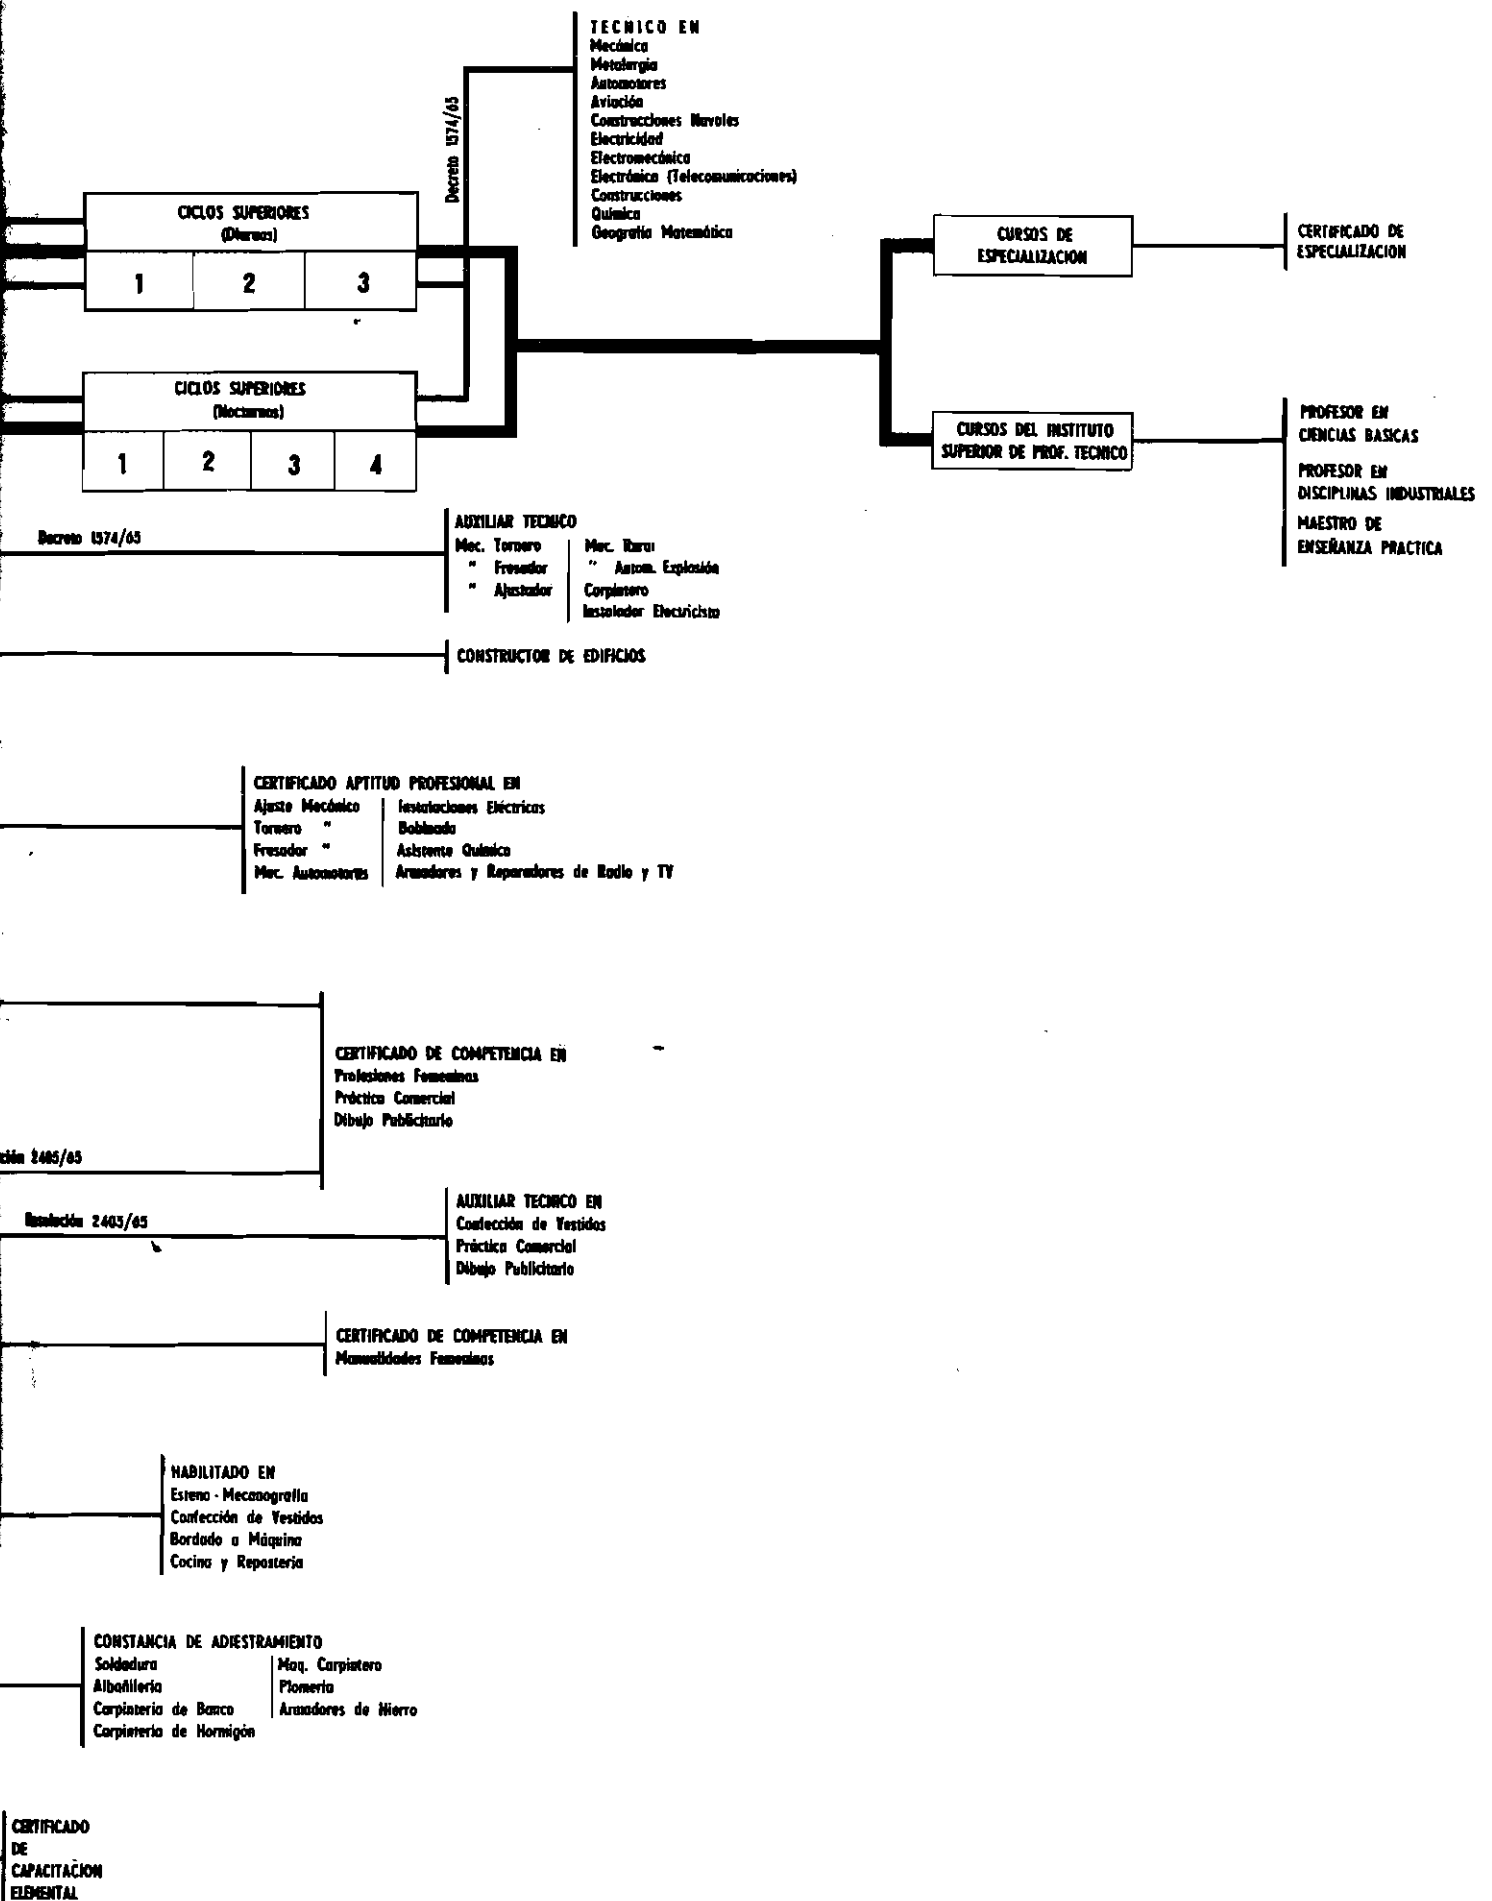 TECNICO EN
Mecánica
Metalurgia
Automotores
Aviación
Construcciones Navales
Electricidad
Electromecánica
Electrónica (Telecomunicaciones)
Construcciones
Química
Geografía Matemática
Decreto 1574/65
CICLOS SUPERIORES
(Diurnos)
1 2 3
CICLOS SUPERIORES
(Nocturnos)
1 2 3 4
CURSOS DE
ESPECIALIZACION
CERTIFICADO DE
ESPECIALIZACION
CURSOS DEL INSTITUTO
SUPERIOR DE PROF. TECNICO
PROFESOR EN
CIENCIAS BASICAS
PROFESOR EN
DISCIPLINAS INDUSTRIALES
MAESTRO DE
ENSEÑANZA PRACTICA
Decreto 1574/65
AUXILIAR TECNICO
Mec. Tornero
" Fresador
" Ajustador
Mec. Rural
" Autom. Explosión
Carpintero
Instalador Electricista
CONSTRUCTOR DE EDIFICIOS
CERTIFICADO APTITUD PROFESIONAL EN
Ajuste Mecánico
Tornero "
Fresador "
Mec. Automotores
Instalaciones Eléctricas
Bobinado
Asistente Químico
Armadores y Reparadores de Radio y TV
CERTIFICADO DE COMPETENCIA EN
Profesiones Femeninas
Práctica Comercial
Dibujo Publicitario
ción 2405/65
Resolución 2403/65
AUXILIAR TECNICO EN
Confección de Vestidos
Práctica Comercial
Dibujo Publicitario
CERTIFICADO DE COMPETENCIA EN
Manualidades Femeninas
HABILITADO EN
Esteno - Mecanografía
Confección de Vestidos
Bordado a Máquina
Cocina y Repostería
CONSTANCIA DE ADIESTRAMIENTO
Soldadura
Albañilería
Carpintería de Banco
Carpintería de Hormigón
Maq. Carpintero
Plomería
Armadores de Hierro
CERTIFICADO
DE
CAPACITACION
ELEMENTAL